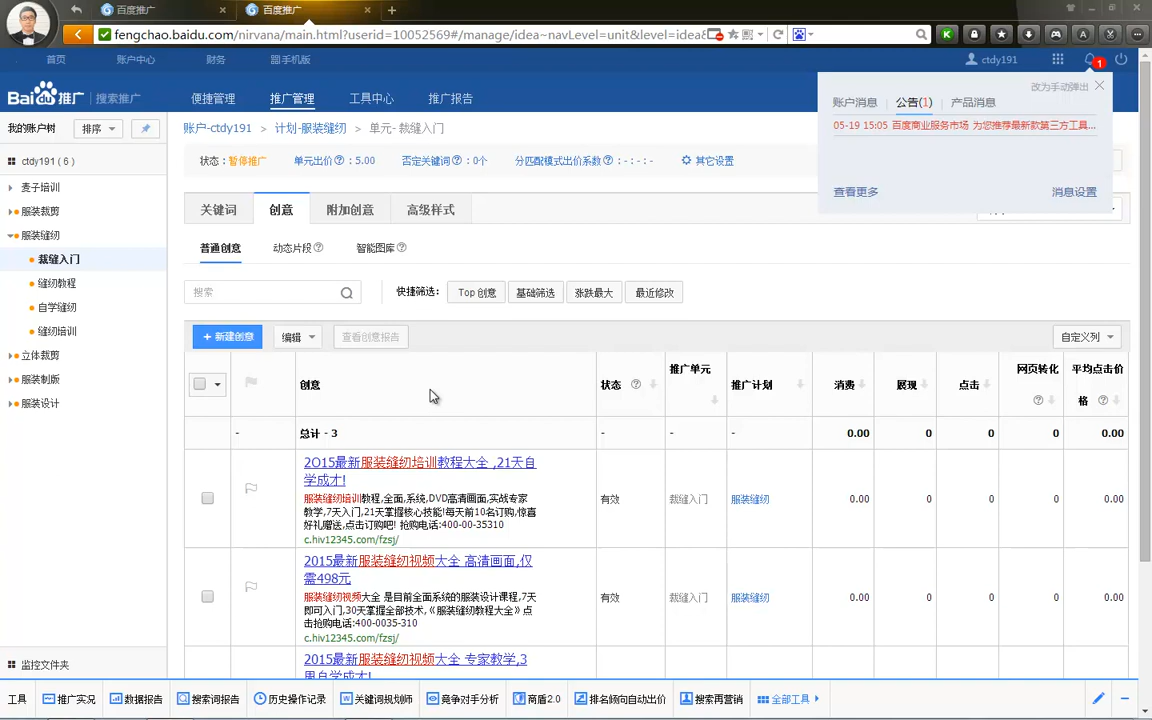 百度推广
百度推广
fengchao.baidu.com/nirvana/main.html?userid=10052569#/manage/idea~navLevel=unit&level=idea&
首页 账户中心 财务 手机版
ctdy191
1
Baidu推广 搜索推广
便捷管理 推广管理 工具中心 推广报告
改为手动弹出
账户消息 公告(1) 产品消息
05-19 15:05 百度商业服务市场 为您推荐最新款第三方工具...
查看更多 消息设置
我的账户树 排序
账户-ctdy191 > 计划-服装缝纫 > 单元- 裁缝入门
ctdy191 ( 6 )
状态：暂停推广 单元出价?：5.00 否定关键词?：0个 分匹配模式出价系数?：-：-：- 其它设置
麦子培训
服装裁剪
服装缝纫
裁缝入门
缝纫教程
自学缝纫
缝纫培训
立体裁剪
服装制版
服装设计
关键词 创意 附加创意 高级样式
普通创意 动态片段? 智能图库?
搜索 快捷筛选： Top 创意 基础筛选 涨跌最大 最近修改
+ 新建创意 编辑 查看创意报告 自定义列
创意 状态 ? 推广单元 推广计划 消费 展现 点击 网页转化 ? 平均点击价格 ?
- 总计 - 3 - - - 0.00 0 0 0 0.00
2O15最新服装缝纫培训教程大全 ,21天自
学成才!
服装缝纫培训教程,全面,系统,DVD高清画面,实战专家
教学,7天入门,21天掌握核心技能!每天前10名订购,惊喜
好礼赠送,点击订购吧! 抢购电话:400-00-35310
c.hiv12345.com/fzsj/
有效 裁缝入门 服装缝纫 0.00 0 0 0 0.00
2015最新服装缝纫视频大全 高清画面,仅
需498元
服装缝纫视频大全 是目前全面系统的服装设计课程,7天
即可入门,30天掌握全部技术,《服装缝纫教程大全》点
击抢购电话:400-0035-310
c.hiv12345.com/fzsj/
有效 裁缝入门 服装缝纫 0.00 0 0 0 0.00
2015最新服装缝纫视频大全 专家教学,3
周自学成才!
监控文件夹
工具 推广实况 数据报告 搜索词报告 历史操作记录 关键词规划师 竞争对手分析 商盾2.0 排名倾向自动出价 搜索再营销 全部工具